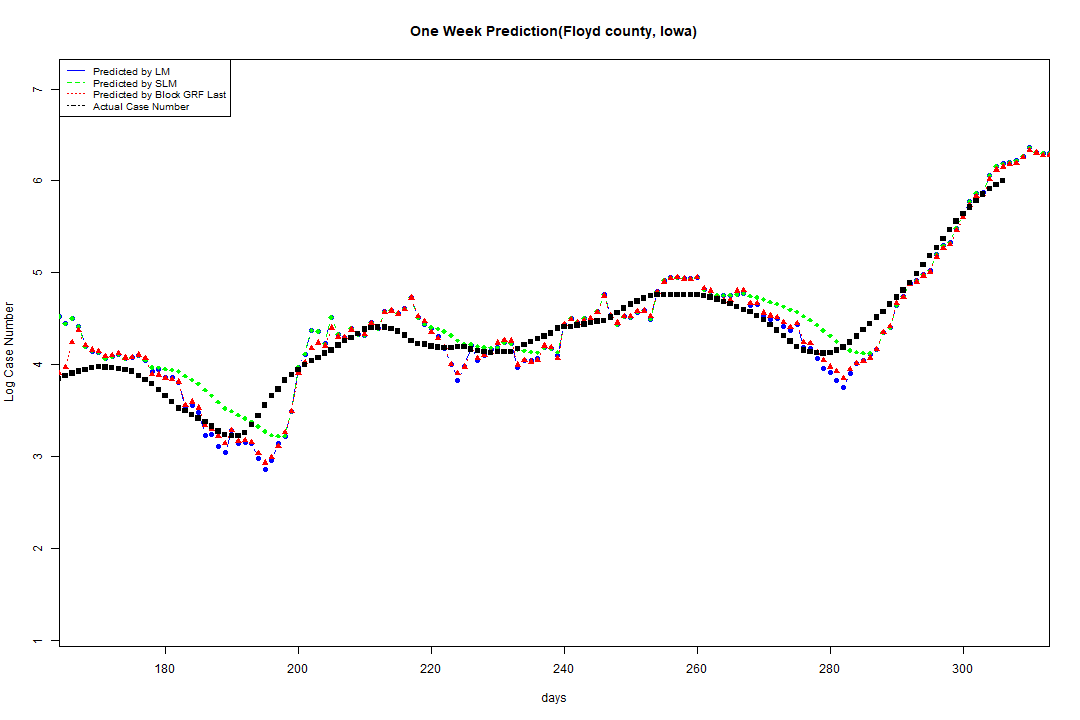 One Week Prediction(Floyd county, Iowa)
Predicted by LM
Predicted by SLM
Predicted by Block GRF Last
Actual Case Number
7
6
5
4
3
2
1
Log Case Number
180 200 220 240 260 280 300
days